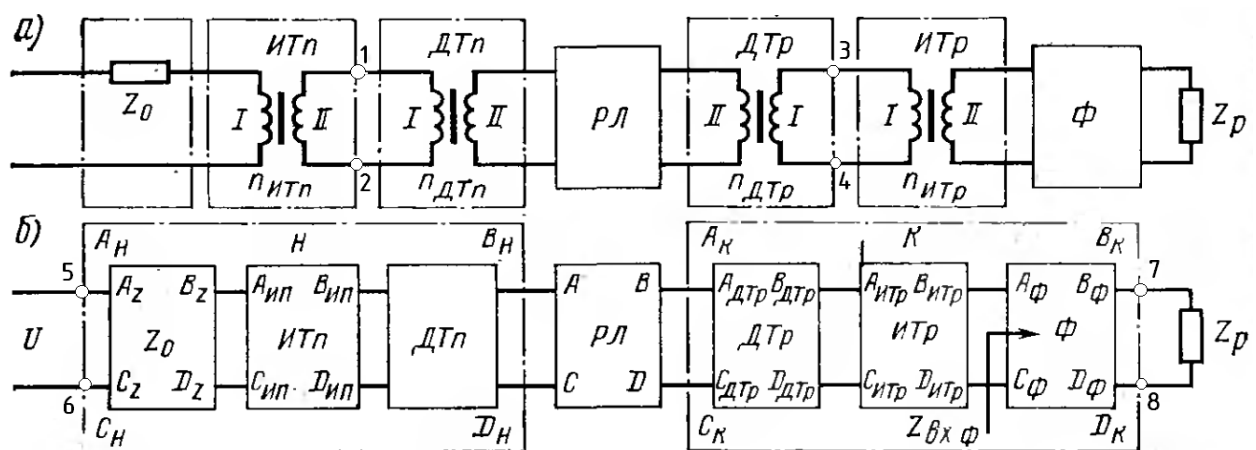 а)
ИТп 1 ДТп ДТр 3 ИТр
Z0 I II I II РЛ II I I II Ф Zр
nИТп 2 nДТп nДТр 4 nИТр
б)
AН Н BН AК К BК
5 7
AZ BZ AИП BИП A B AДТр BДТр AИТр BИТр AФ BФ
U Z0 ИТп ДТп РЛ ДТр ИТр Ф Zр
CZ DZ CИП DИП C D CДТр DДТр CИТр DИТр CФ DФ
6 8
CН DН CК Zвх ф DК